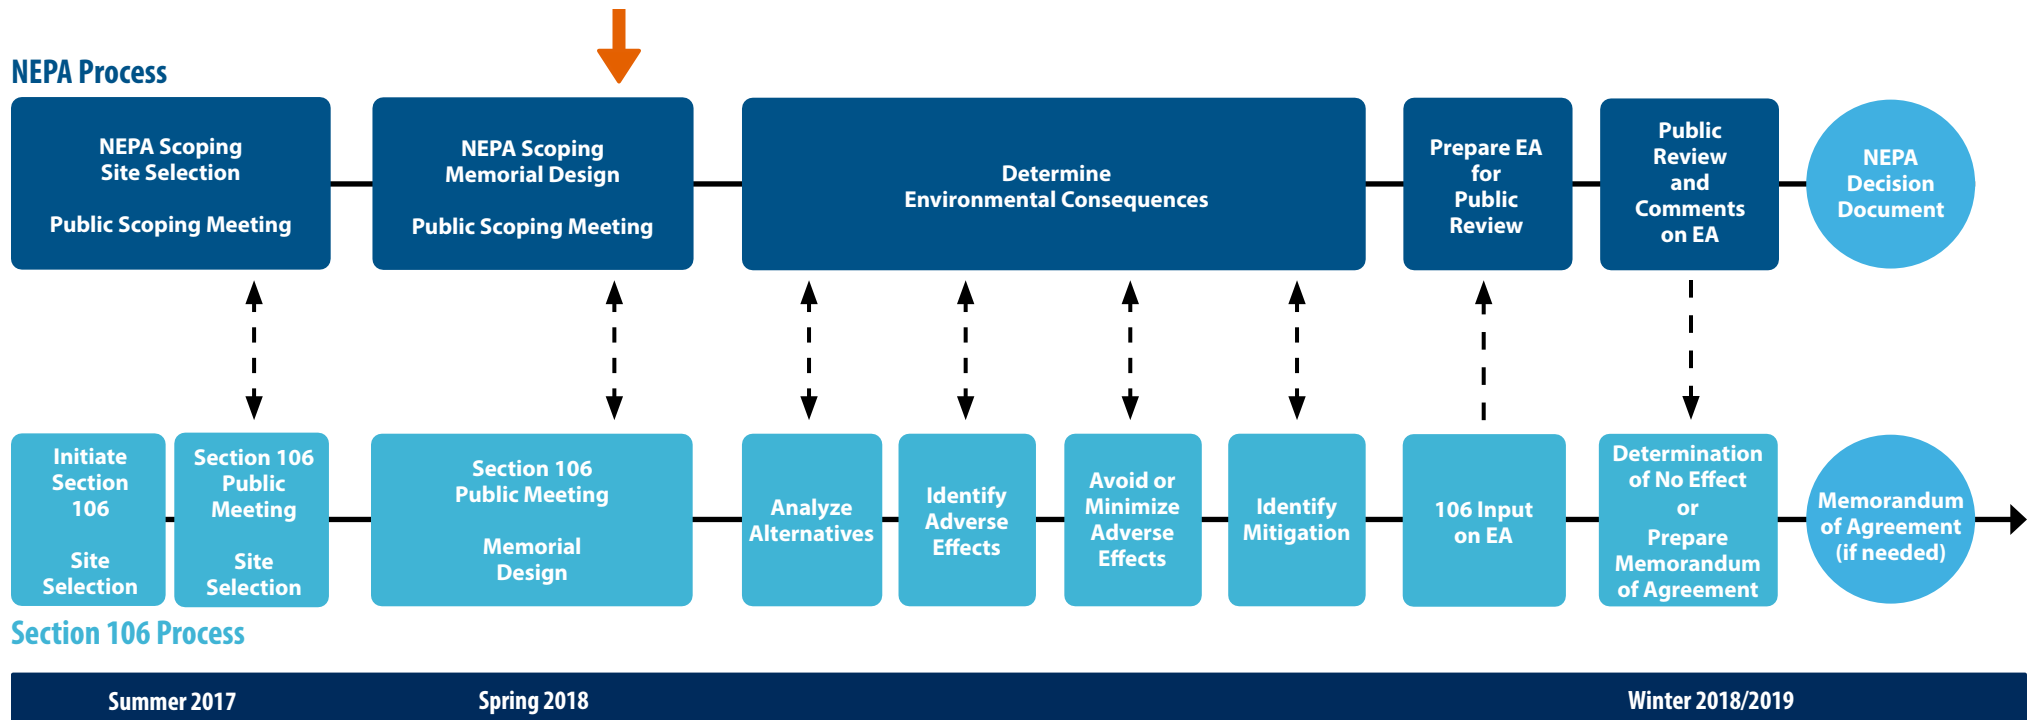 NEPA Process
NEPA Scoping
Site Selection
Public Scoping Meeting
NEPA Scoping
Memorial Design
Public Scoping Meeting
Determine
Environmental Consequences
Prepare EA
for
Public
Review
Public
Review
and
Comments
on EA
NEPA
Decision
Document
Initiate
Section
106
Site
Selection
Section 106
Public
Meeting
Site
Selection
Section 106
Public Meeting
Memorial
Design
Analyze
Alternatives
Identify
Adverse
Effects
Avoid or
Minimize
Adverse
Effects
Identify
Mitigation
106 Input
on EA
Determination
of No Effect
or
Prepare
Memorandum
of Agreement
Memorandum
of Agreement
(if needed)
Section 106 Process
Summer 2017
Spring 2018
Winter 2018/2019